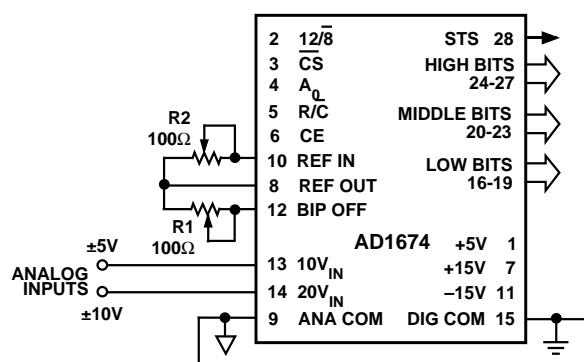 2 12/8̅ STS 28
3 C̅S̅ HIGH BITS
4 A0 24-27
5 R/C̅ MIDDLE BITS
R2
100Ω
6 CE 20-23
10 REF IN LOW BITS
8 REF OUT 16-19
12 BIP OFF
R1
100Ω
AD1674
±5V
+5V 1
13 10VIN +15V 7
ANALOG
INPUTS
14 20VIN –15V 11
±10V
9 ANA COM DIG COM 15